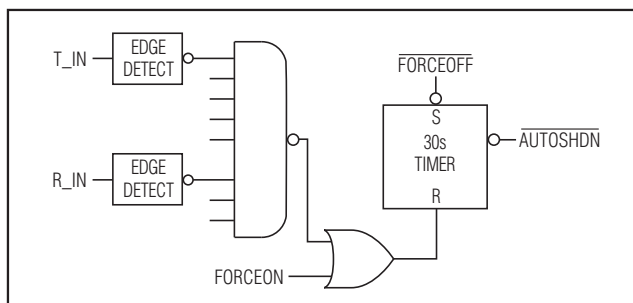 T_IN
EDGE
DETECT
FORCEOFF
S
30s
TIMER
AUTOSHDN
R_IN
EDGE
DETECT
R
FORCEON